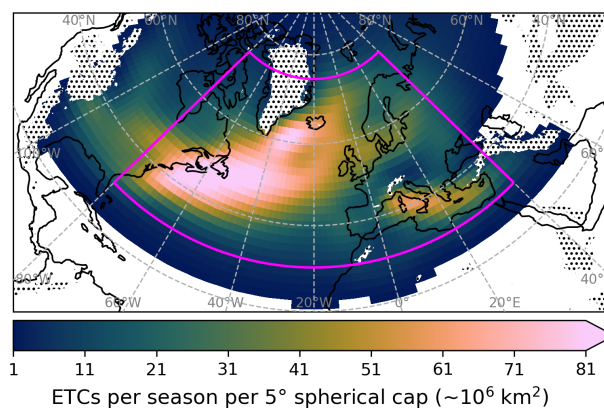 40°N 60°N 80°N 80°N 60°N 40°N
100°W 60°E
80°W 60°W 40°W 20°W 0° 20°E 40°E
1 11 21 31 41 51 61 71 81
ETCs per season per 5° spherical cap (~10⁶ km²)